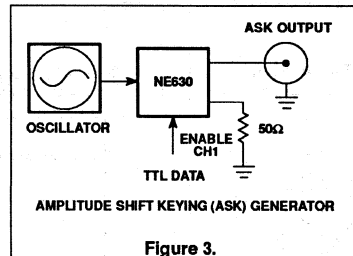 ASK OUTPUT
NE630
OSCILLATOR
ENABLE
CH1
50Ω
TTL DATA
AMPLITUDE SHIFT KEYING (ASK) GENERATOR
Figure 3.